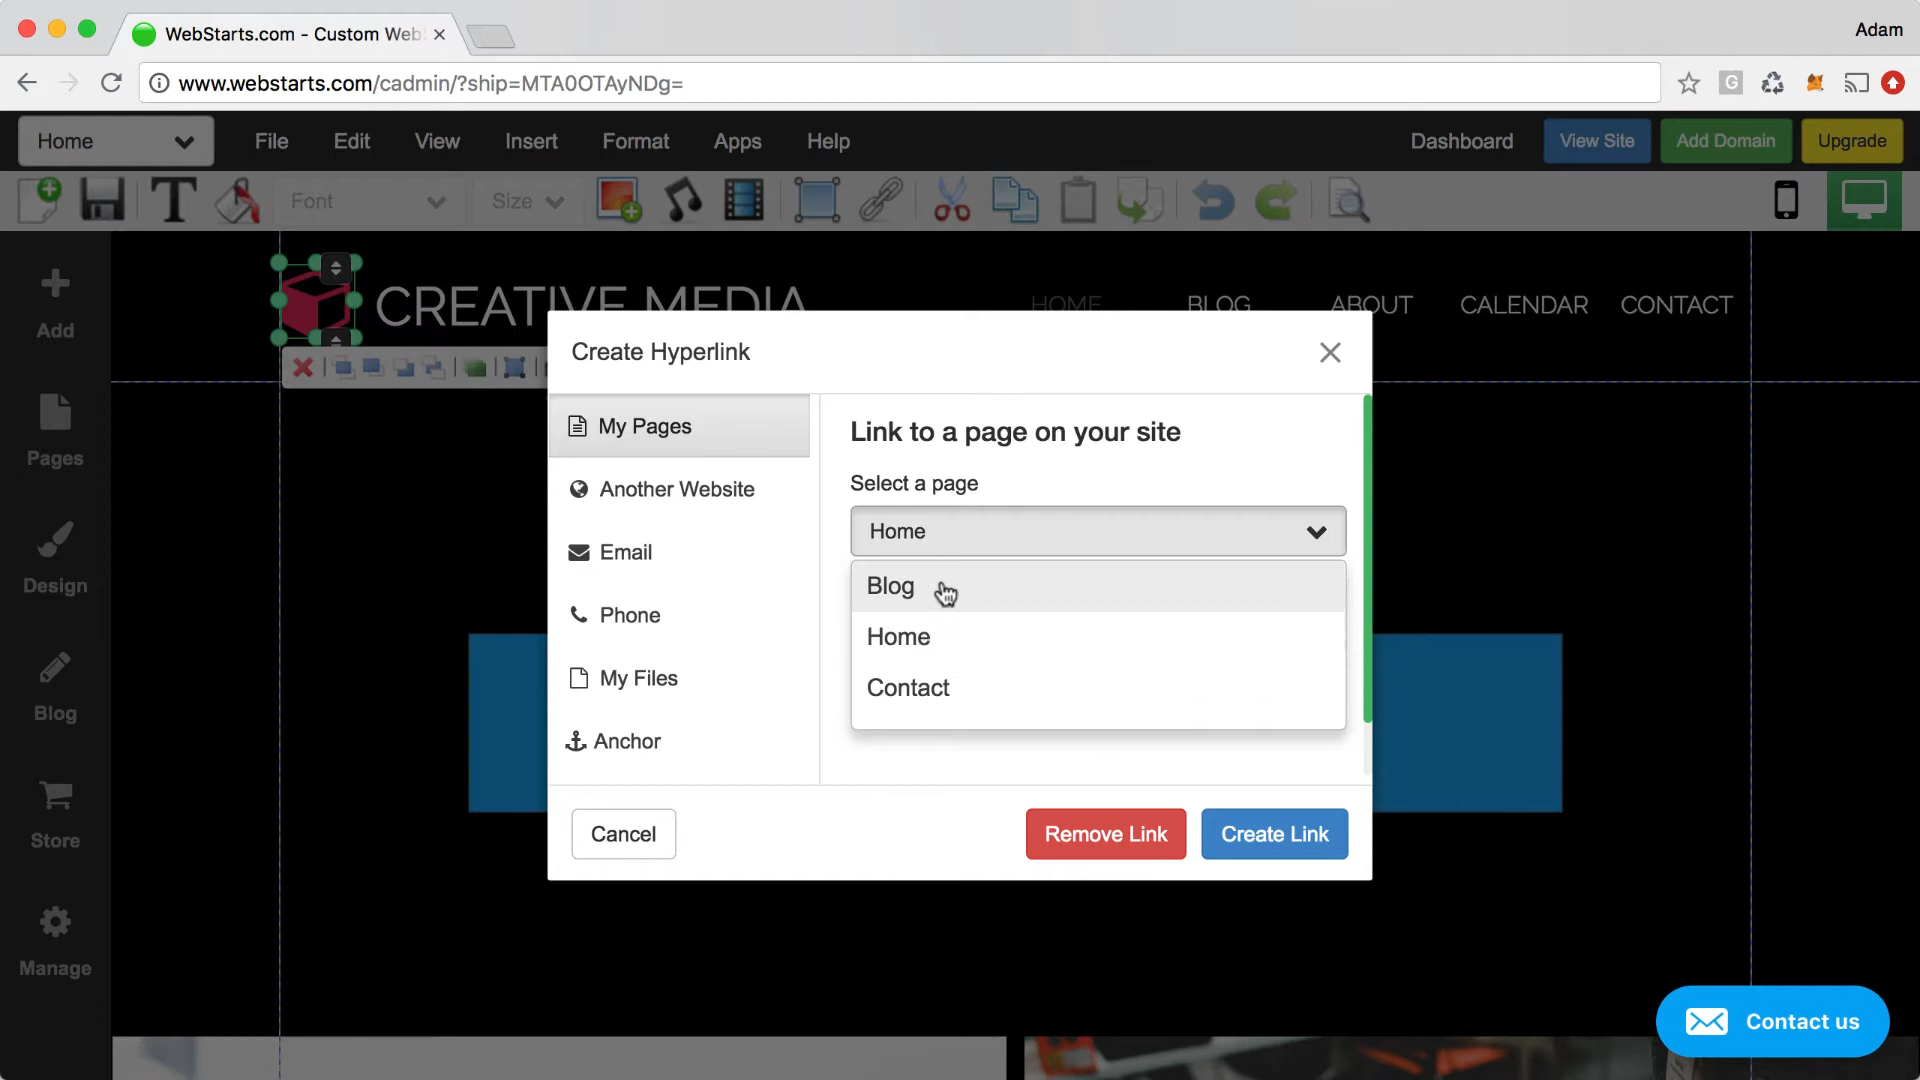 WebStarts.com - Custom Web
Adam
www.webstarts.com/cadmin/?ship=MTA0OTAyNDg=
G
Home
File
Edit
View
Insert
Format
Apps
Help
Dashboard
View Site
Add Domain
Upgrade
T
Font
Size
Add
Pages
Design
Blog
Store
Manage
CREATIVE MEDIA
HOME
BLOG
ABOUT
CALENDAR
CONTACT
Create Hyperlink
My Pages
Another Website
Email
Phone
My Files
Anchor
Link to a page on your site
Select a page
Home
Blog
Home
Contact
Cancel
Remove Link
Create Link
Contact us